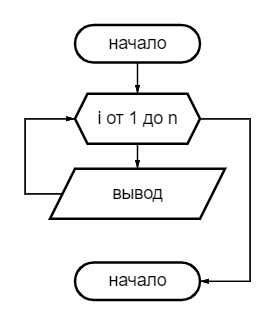 начало
i от 1 до n
вывод
начало